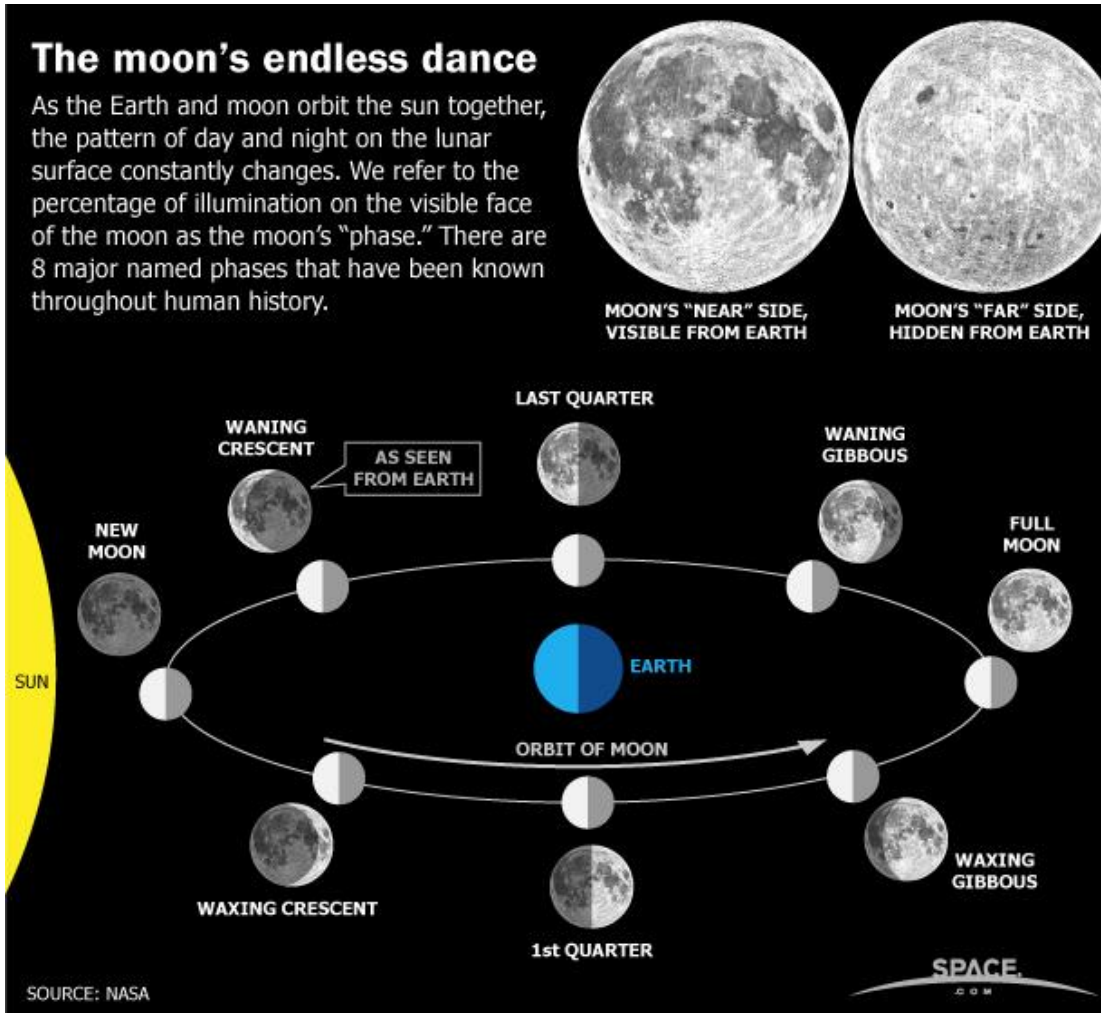 The moon's endless dance
As the Earth and moon orbit the sun together,
the pattern of day and night on the lunar
surface constantly changes. We refer to the
percentage of illumination on the visible face
of the moon as the moon's “phase.” There are
8 major named phases that have been known
throughout human history.
MOON'S “NEAR” SIDE,
VISIBLE FROM EARTH
MOON'S “FAR” SIDE,
HIDDEN FROM EARTH
LAST QUARTER
WANING
CRESCENT
AS SEEN
FROM EARTH
WANING
GIBBOUS
NEW
MOON
FULL
MOON
SUN
EARTH
ORBIT OF MOON
WAXING CRESCENT
WAXING
GIBBOUS
1st QUARTER
SOURCE: NASA
SPACE.
.COM